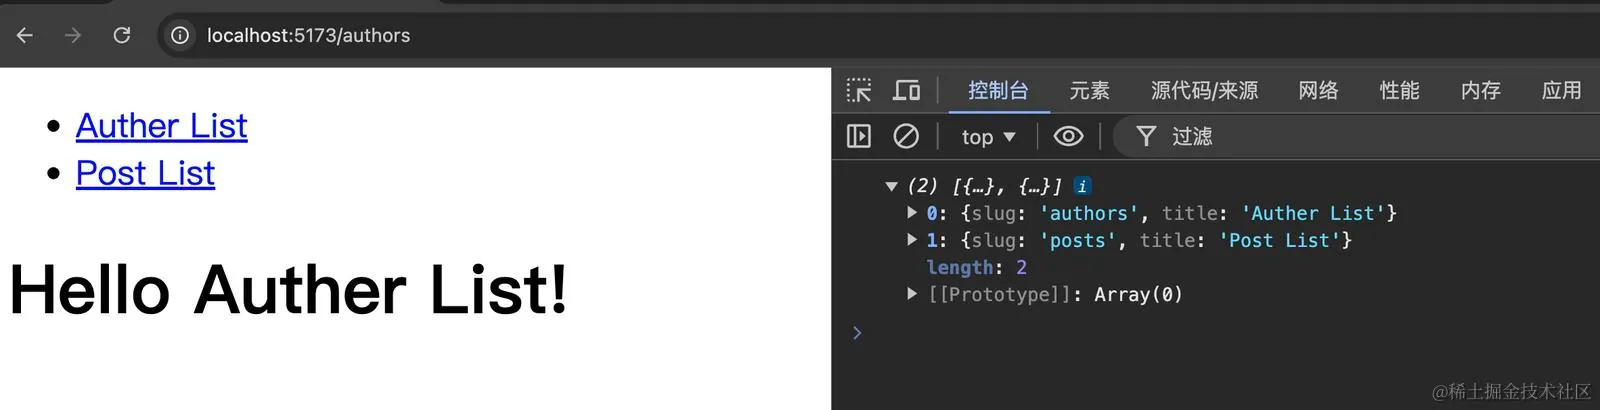 localhost:5173/authors
Auther List
Post List
Hello Auther List!
控制台 元素 源代码/来源 网络 性能 内存 应用
top 过滤
(2) [{…}, {…}] i
0: {slug: 'authors', title: 'Auther List'}
1: {slug: 'posts', title: 'Post List'}
length: 2
[[Prototype]]: Array(0)
@稀土掘金技术社区